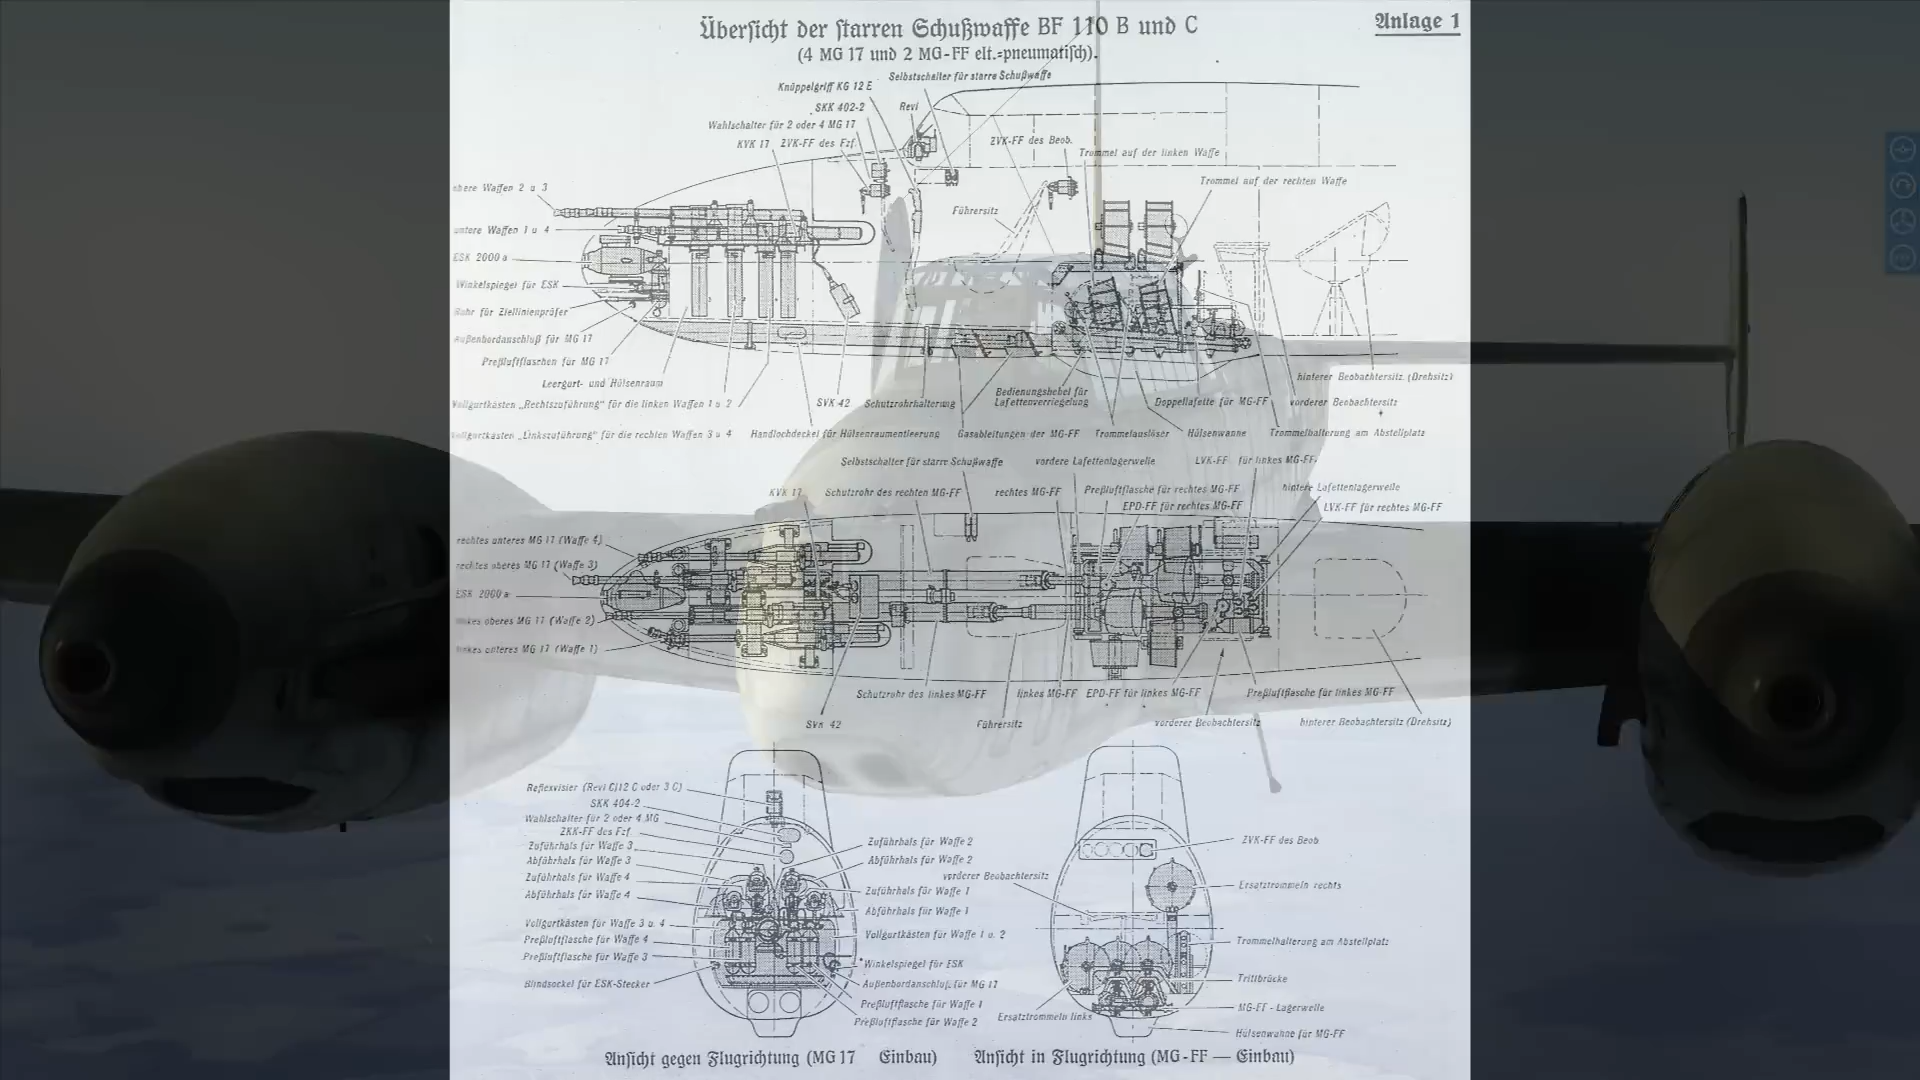 Übersicht der starren Schußwaffe BF 110 B und C
Anlage 1
(4 MG 17 und 2 MG-FF elt.=pneumatisch).
Selbstschalter für starre Schußwaffe
Knüppelgriff KG 12 E
SKK 402-2
Revi
Wahlschalter für 2 oder 4 MG 17
KVK 17
ZVK-FF des Fzf.
ZVK-FF des Beob.
Trommel auf der linken Waffe
Trommel auf der rechten Waffe
obere Waffen 2 u 3
Führersitz
untere Waffen 1 u 4
ESK 2000 a
Winkelspiegel für ESK
Rohr für Ziellinienprüfer
Außenbordanschluß für MG 17
Preßluftflaschen für MG 17
Leergurt- und Hülsenraum
Vollgurtkästen „Rechtszuführung" für die linken Waffen 1 u 2
SVK 42
Schutzrohrhalterung
Bedienungshebel für
Lafettenverriegelung
Doppellafette für MG-FF
vorderer Beobachtersitz
hinterer Beobachtersitz (Drehsitz)
Vollgurtkästen „Linkszuführung" für die rechten Waffen 3 u 4
Handlochdeckel für Hülsenraumentleerung
Gasableitungen der MG-FF
Trommelauslöser
Hülsenwanne
Trommelhalterung am Abstellplatz
Selbstschalter für starre Schußwaffe
vordere Lafettenlagerwelle
LVK-FF für linkes MG-FF
KVK 17
Schutzrohr des rechten MG-FF
rechtes MG-FF
Preßluftflasche für rechtes MG-FF
hintere Lafettenlagerwelle
EPD-FF für rechtes MG-FF
LVK-FF für rechtes MG-FF
rechtes unteres MG 17 (Waffe 4)
rechtes oberes MG 17 (Waffe 3)
ESK 2000 a
linkes oberes MG 17 (Waffe 2)
linkes unteres MG 17 (Waffe 1)
Schutzrohr des linkes MG-FF
linkes MG-FF
EPD-FF für linkes MG-FF
Preßluftflasche für linkes MG-FF
SVK 42
Führersitz
vorderer Beobachtersitz
hinterer Beobachtersitz (Drehsitz)
Reflexvisier (Revi C/12 C oder 3 C)
SKK 404-2
Wahlschalter für 2 oder 4 MG
ZKK-FF des Fzf.
Zuführhals für Waffe 3
Abführhals für Waffe 3
Zuführhals für Waffe 4
Abführhals für Waffe 4
Vollgurtkästen für Waffe 3 u. 4
Preßluftflasche für Waffe 4
Preßluftflasche für Waffe 3
Blindsockel für ESK-Stecker
Zuführhals für Waffe 2
Abführhals für Waffe 2
Zuführhals für Waffe 1
Abführhals für Waffe 1
Vollgurtkästen für Waffe 1 u. 2
Winkelspiegel für ESK
Außenbordanschluß für MG 17
Preßluftflasche für Waffe 1
Preßluftflasche für Waffe 2
vorderer Beobachtersitz
ZVK-FF des Beob
Ersatztrommeln rechts
Trommelhalterung am Abstellplatz
Trittbrücke
MG-FF - Lagerwelle
Ersatztrommeln links
Hülsenwanne für MG-FF
Ansicht gegen Flugrichtung (MG 17 Einbau)
Ansicht in Flugrichtung (MG-FF — Einbau)